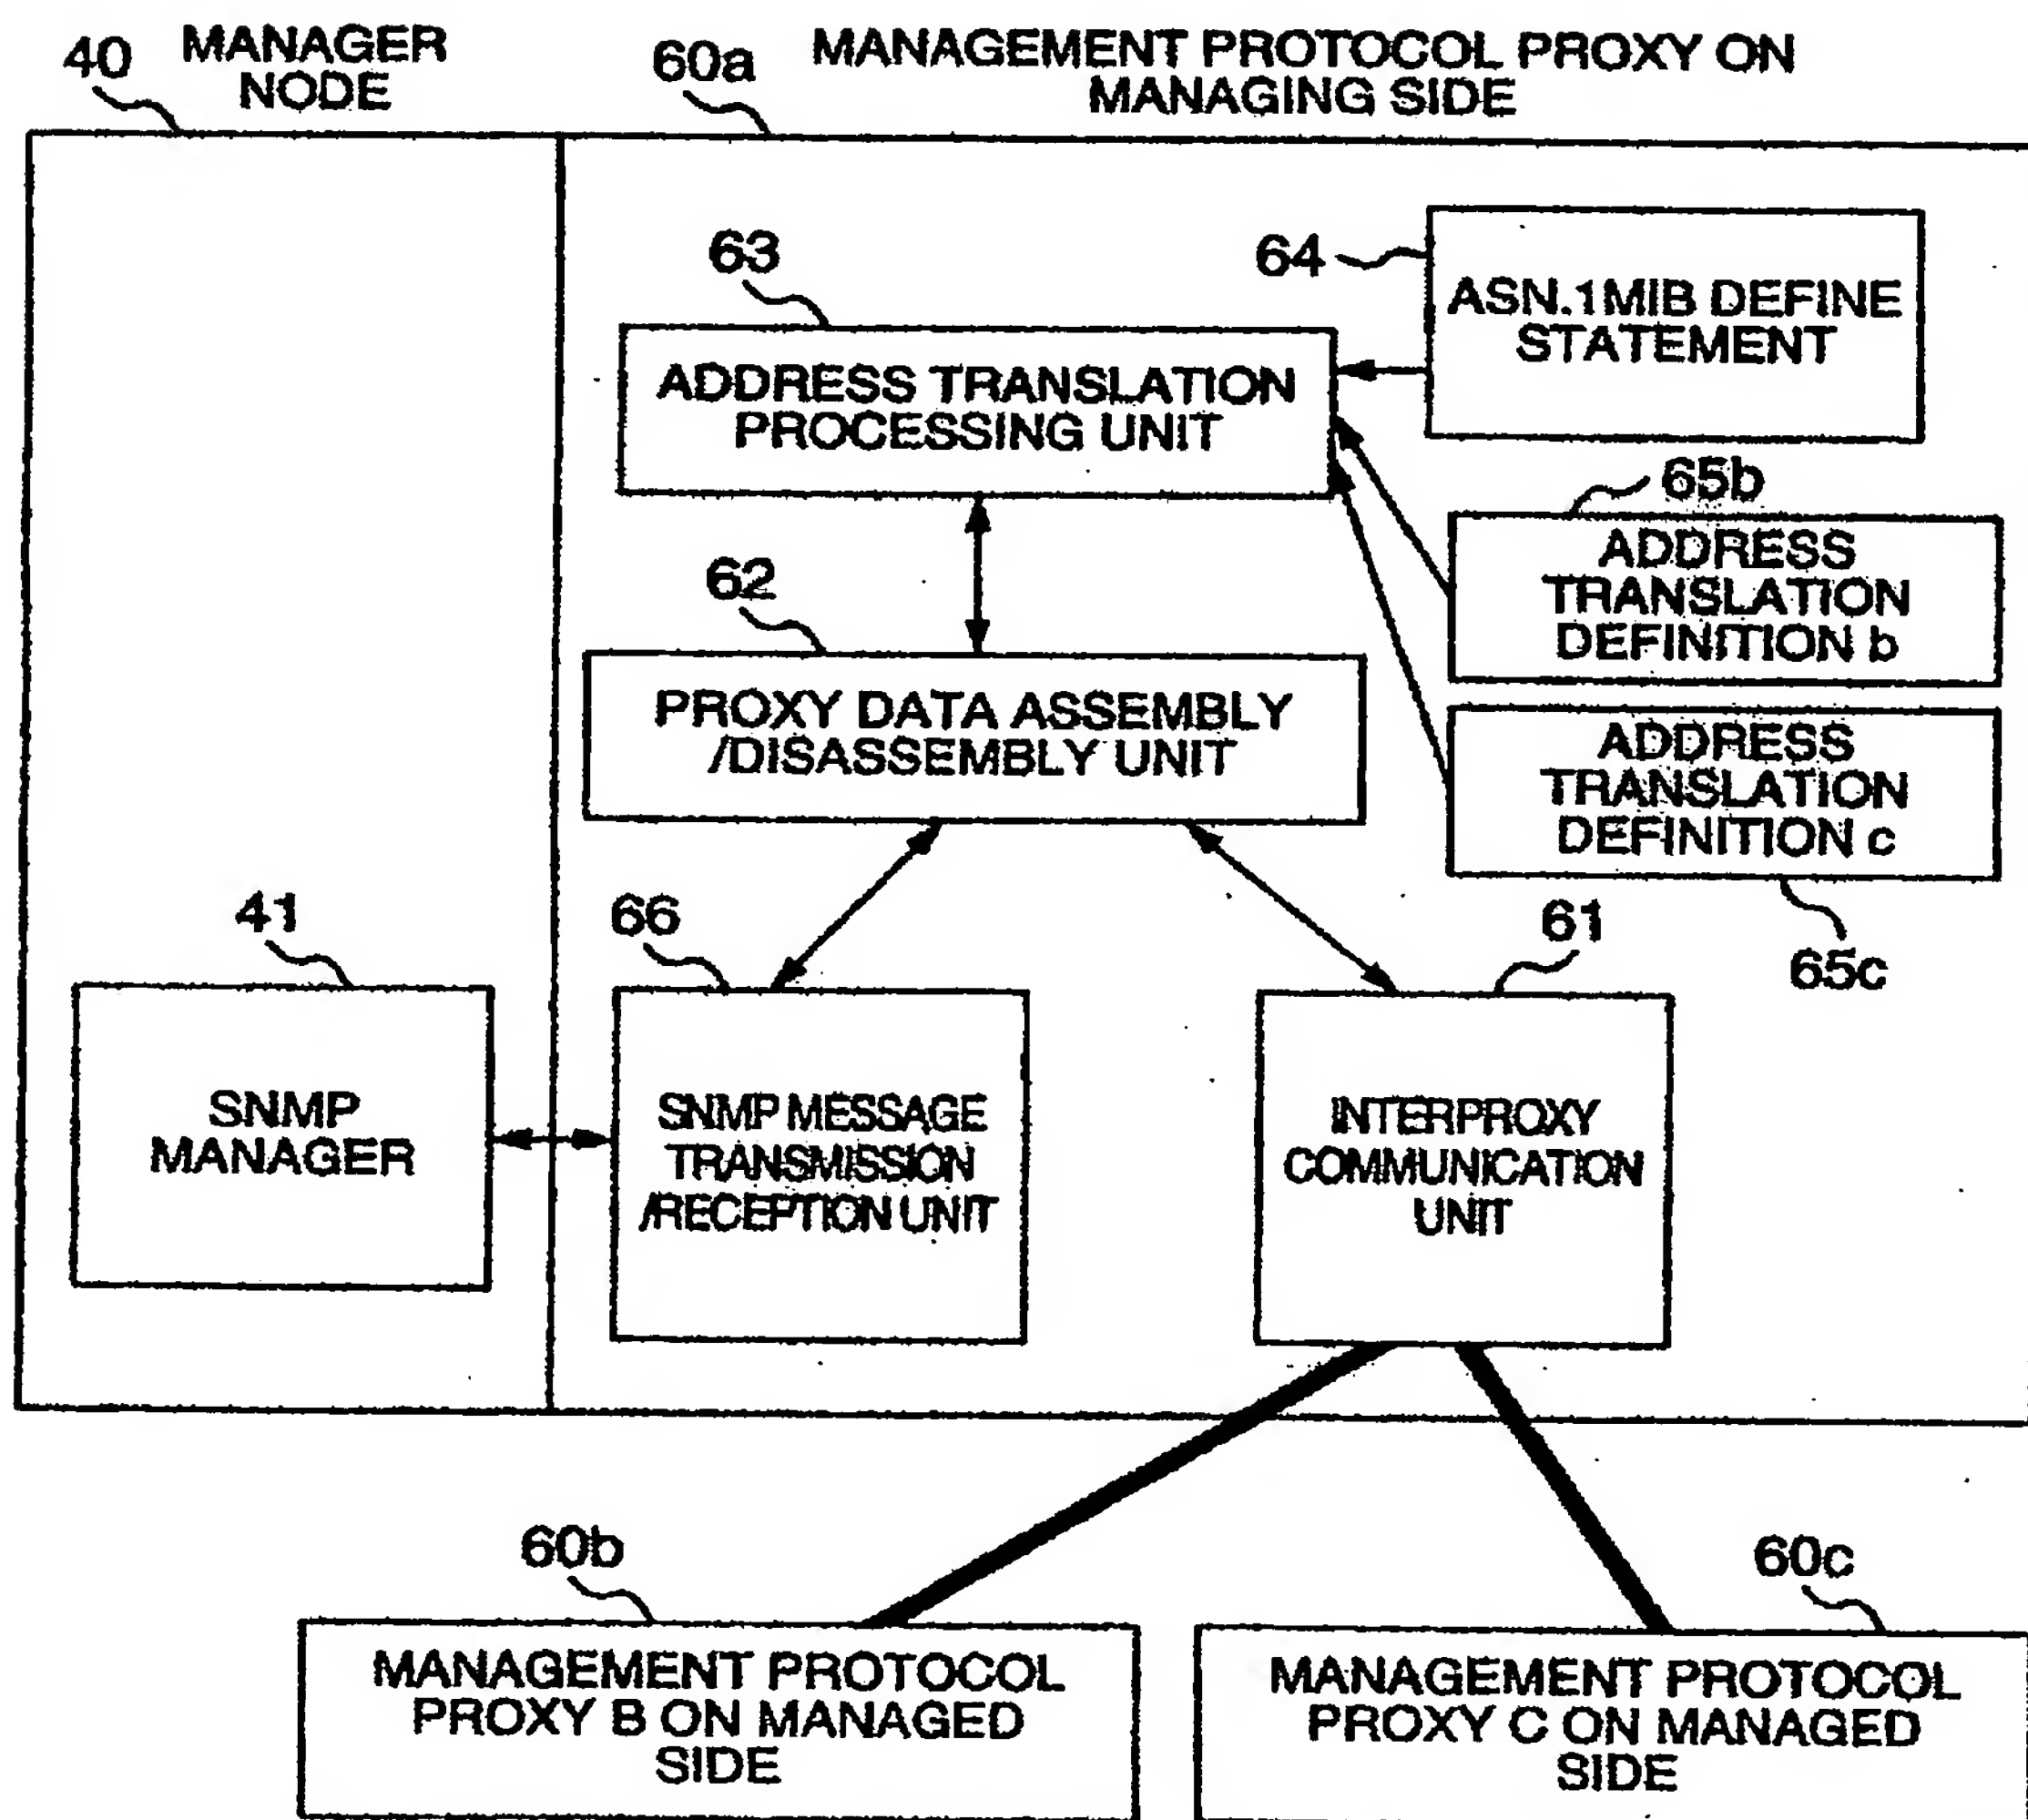 40
MANAGER
NODE
60a
MANAGEMENT PROTOCOL PROXY ON
MANAGING SIDE
63
64
ASN.1MIB DEFINE
STATEMENT
ADDRESS TRANSLATION
PROCESSING UNIT
65b
ADDRESS
TRANSLATION
DEFINITION b
62
PROXY DATA ASSEMBLY
/DISASSEMBLY UNIT
ADDRESS
TRANSLATION
DEFINITION c
65c
41
66
61
SNMP
MANAGER
SNMP MESSAGE
TRANSMISSION
/RECEPTION UNIT
INTERPROXY
COMMUNICATION
UNIT
60b
60c
MANAGEMENT PROTOCOL
PROXY B ON MANAGED
SIDE
MANAGEMENT PROTOCOL
PROXY C ON MANAGED
SIDE